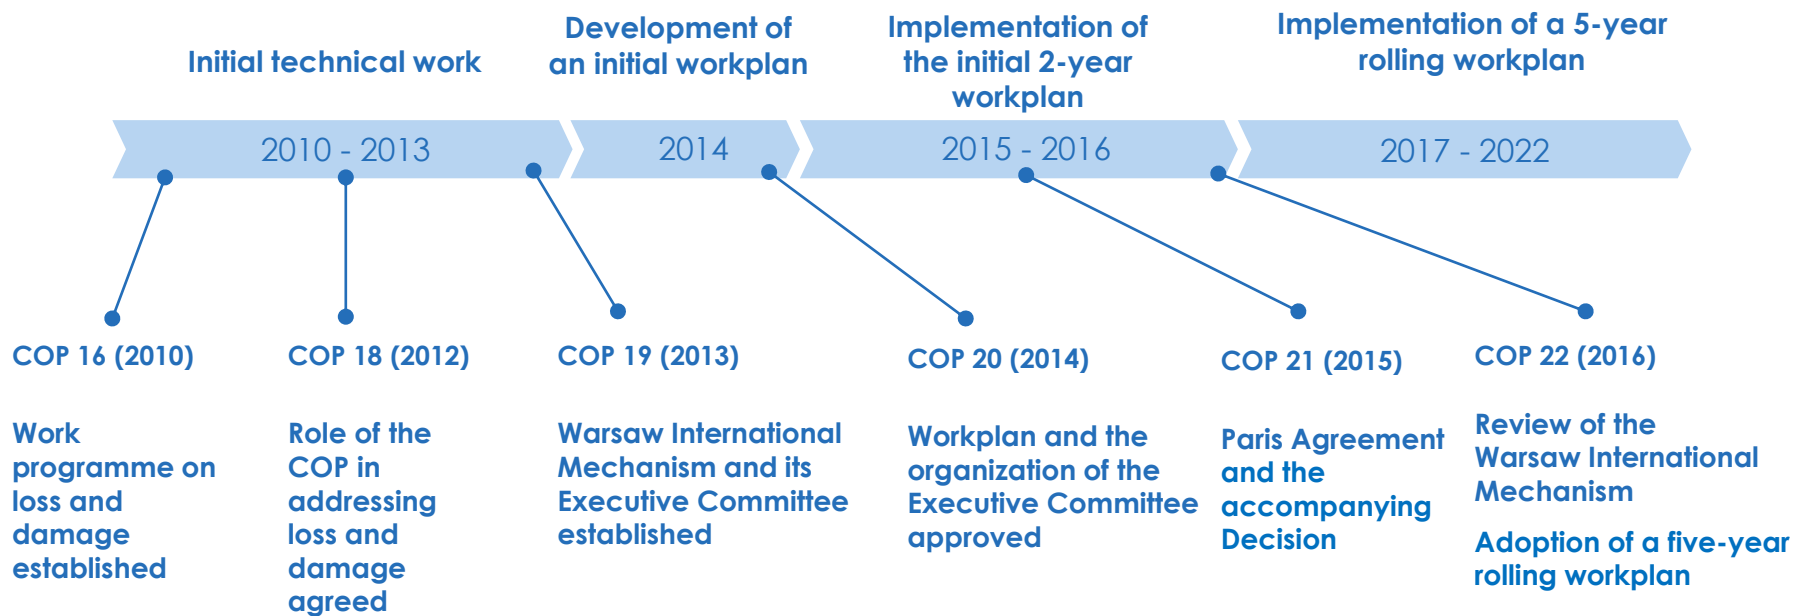 Initial technical work
Development of
an initial workplan
Implementation of
the initial 2-year
workplan
Implementation of a 5-year
rolling workplan
2010 - 2013
2014
2015 - 2016
2017 - 2022
COP 16 (2010)
Work
programme on
loss and
damage
established
COP 18 (2012)
Role of the
COP in
addressing
loss and
damage
agreed
COP 19 (2013)
Warsaw International
Mechanism and its
Executive Committee
established
COP 20 (2014)
Workplan and the
organization of the
Executive Committee
approved
COP 21 (2015)
Paris Agreement
and the
accompanying
Decision
COP 22 (2016)
Review of the
Warsaw International
Mechanism
Adoption of a five-year
rolling workplan